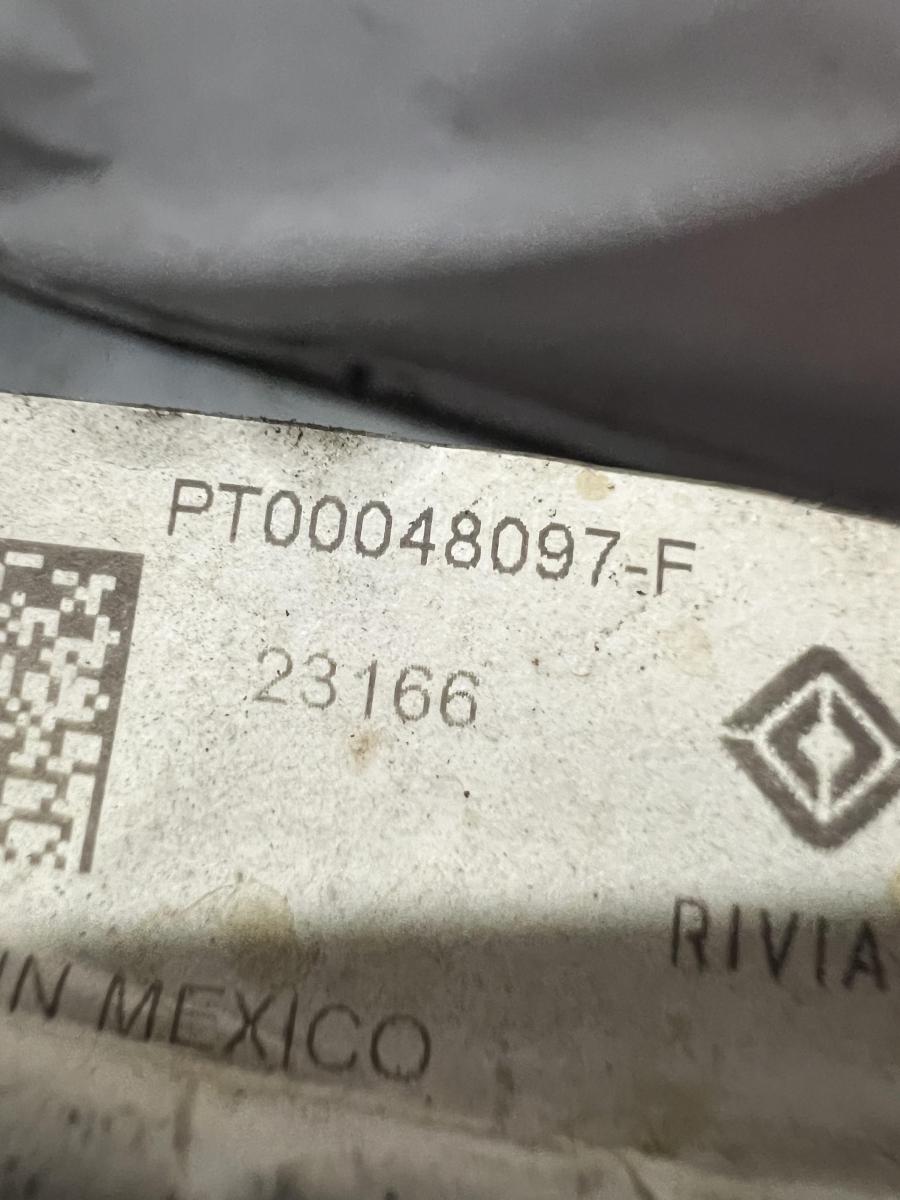 PT00048097-F
23166
RIVIA
IN MEXICO